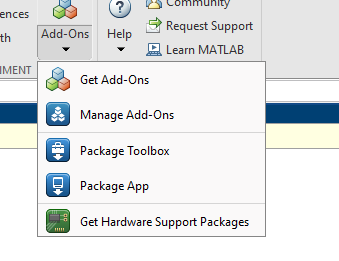 ences
Community
Add-Ons
Help
Request Support
th
Learn MATLAB
NMENT
Get Add-Ons
Manage Add-Ons
Package Toolbox
Package App
Get Hardware Support Packages